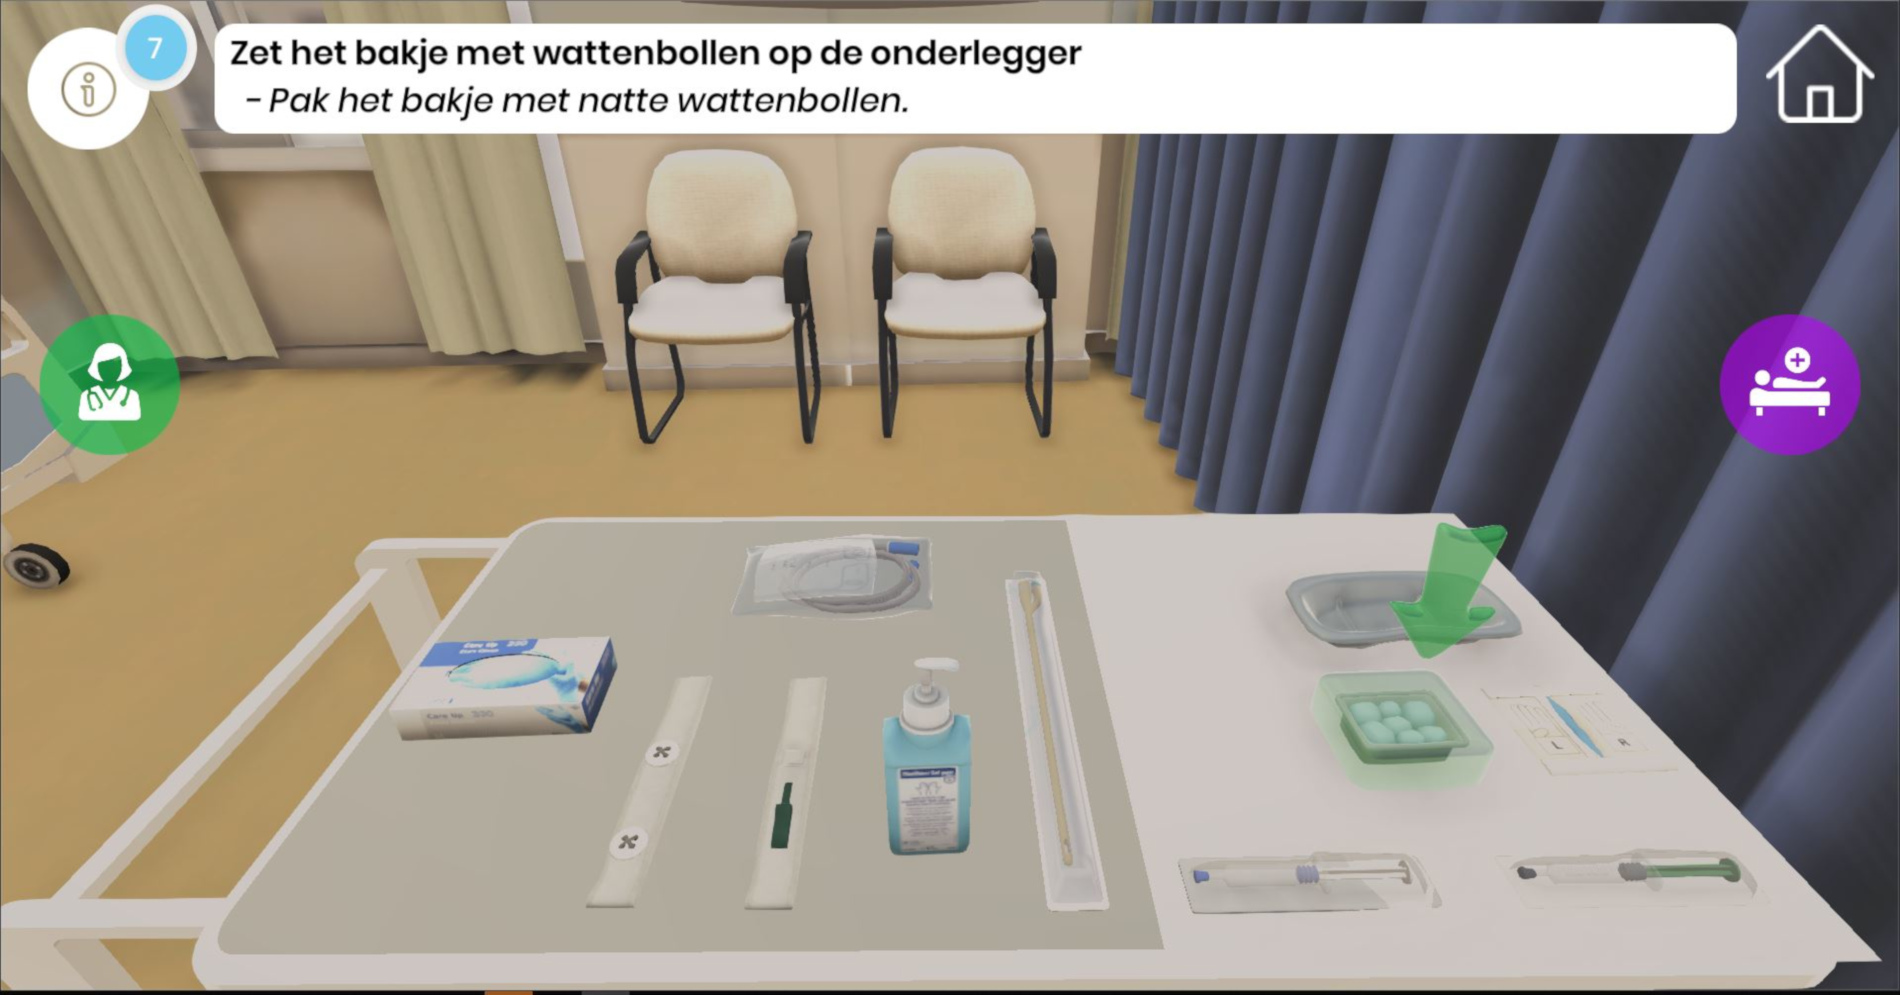 7
Zet het bakje met wattenbollen op de onderlegger
- Pak het bakje met natte wattenbollen.
L
R